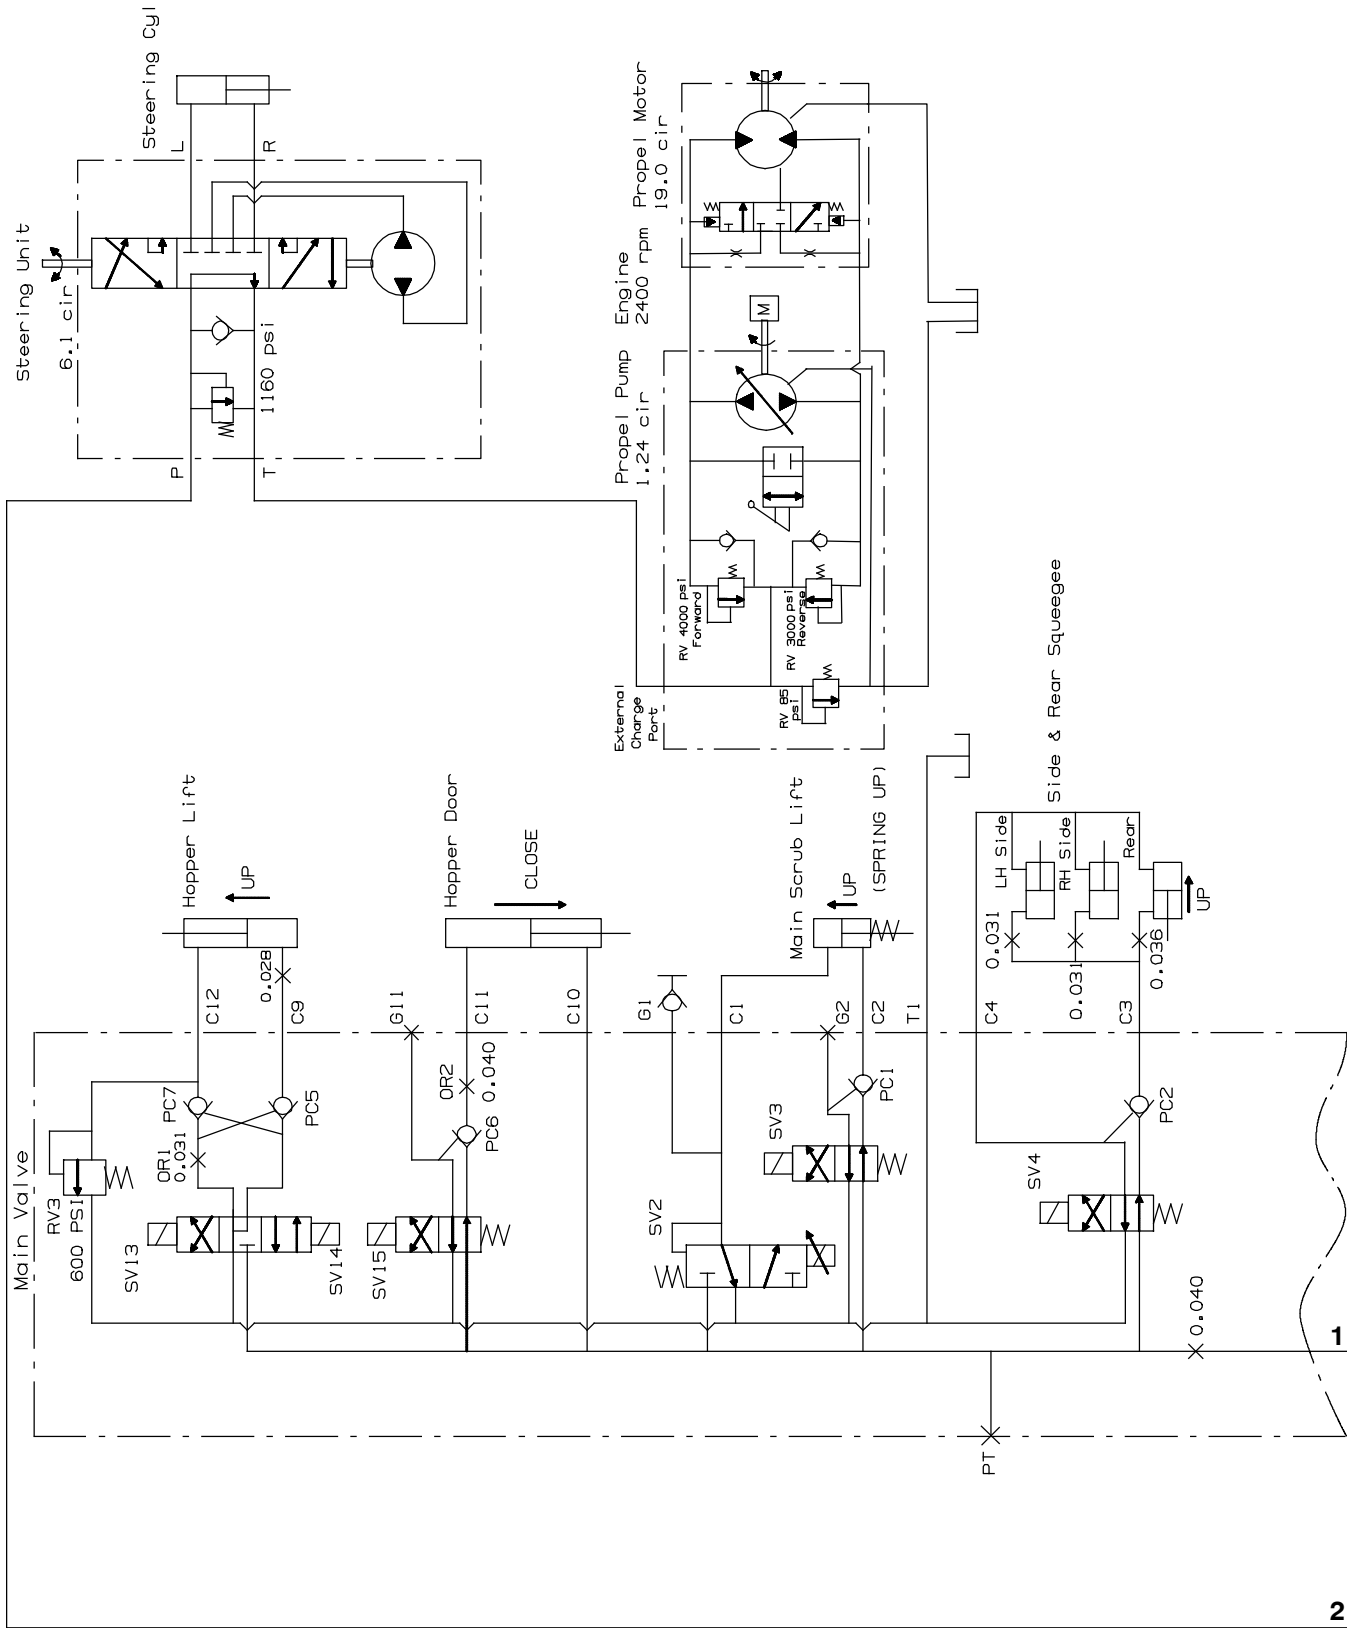 Steering Unit
6.1 cir
Steering Cyl
L
R
1160 psi
P
T
Propel Motor
19.0 cir
Engine
2400 rpm
M
Propel Pump
1.24 cir
RV 4000 psi
Forward
RV 3000 psi
Reverse
RV 85
psi
External
Charge
Port
Main Valve
Hopper Lift
UP
0.028
C12
C9
PC7
PC5
OR1
0.031
RV3
600 PSI
SV13
SV14
Hopper Door
CLOSE
G11
C11
C10
OR2
0.040
PC6
SV15
Main Scrub Lift
(SPRING UP)
UP
G1
C1
G2
C2
T1
PC1
SV3
SV2
Side & Rear Squeegee
LH Side
RH Side
Rear
UP
0.031
0.031
0.036
C4
C3
PC2
SV4
0.040
PT
1
2